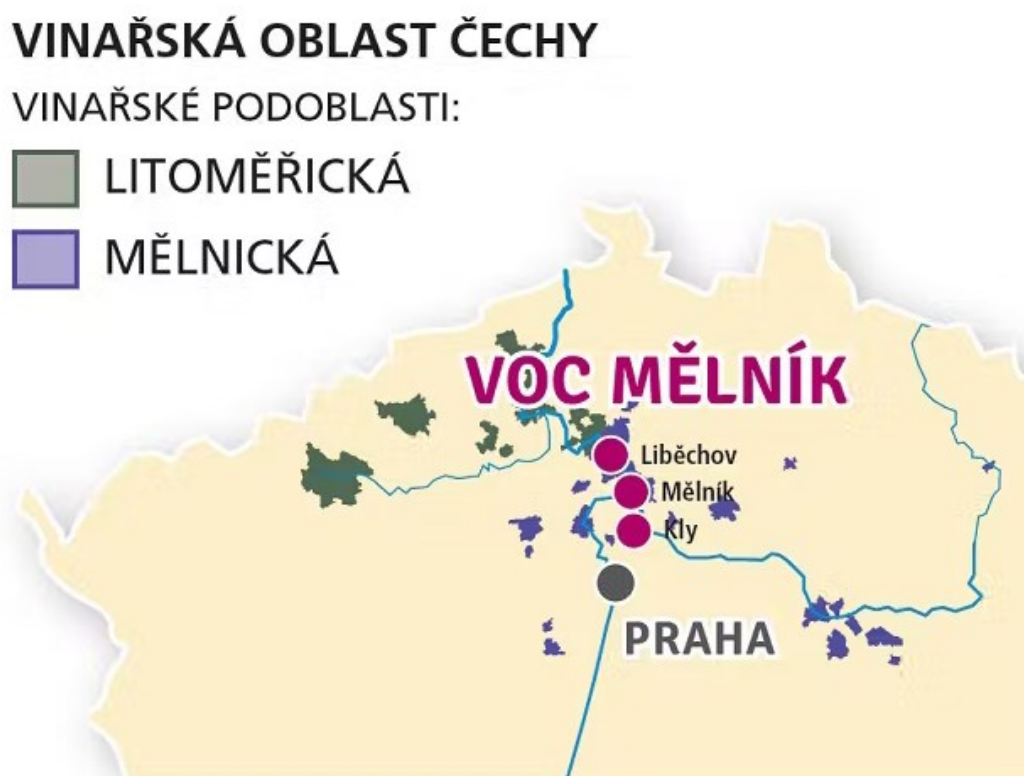 VINAŘSKÁ OBLAST ČECHY
VINAŘSKÉ PODOBLASTI:
LITOMĚŘICKÁ
MĚLNICKÁ
VOC MĚLNÍK
Liběchov
Mělník
Kly
PRAHA